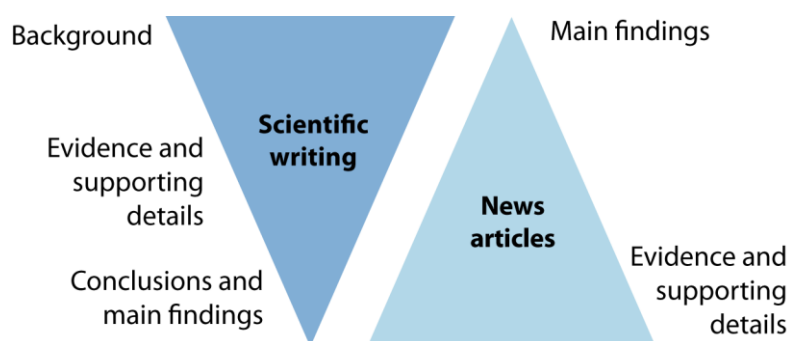 Background
Evidence and
supporting
details
Conclusions and
main findings
Scientific
writing
Main findings
News
articles
Evidence and
supporting
details